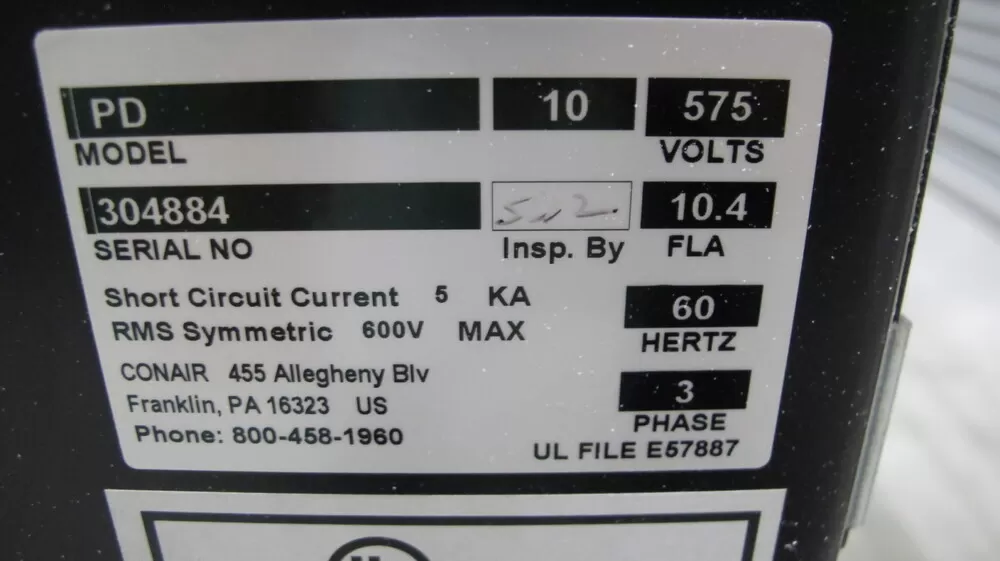 PD 10 575
MODEL VOLTS
304884 10.4
SERIAL NO Insp. By FLA
Short Circuit Current 5 KA
RMS Symmetric 600V MAX
60
HERTZ
CONAIR 455 Allegheny Blv
Franklin, PA 16323 US
Phone: 800-458-1960
3
PHASE
UL FILE E57887